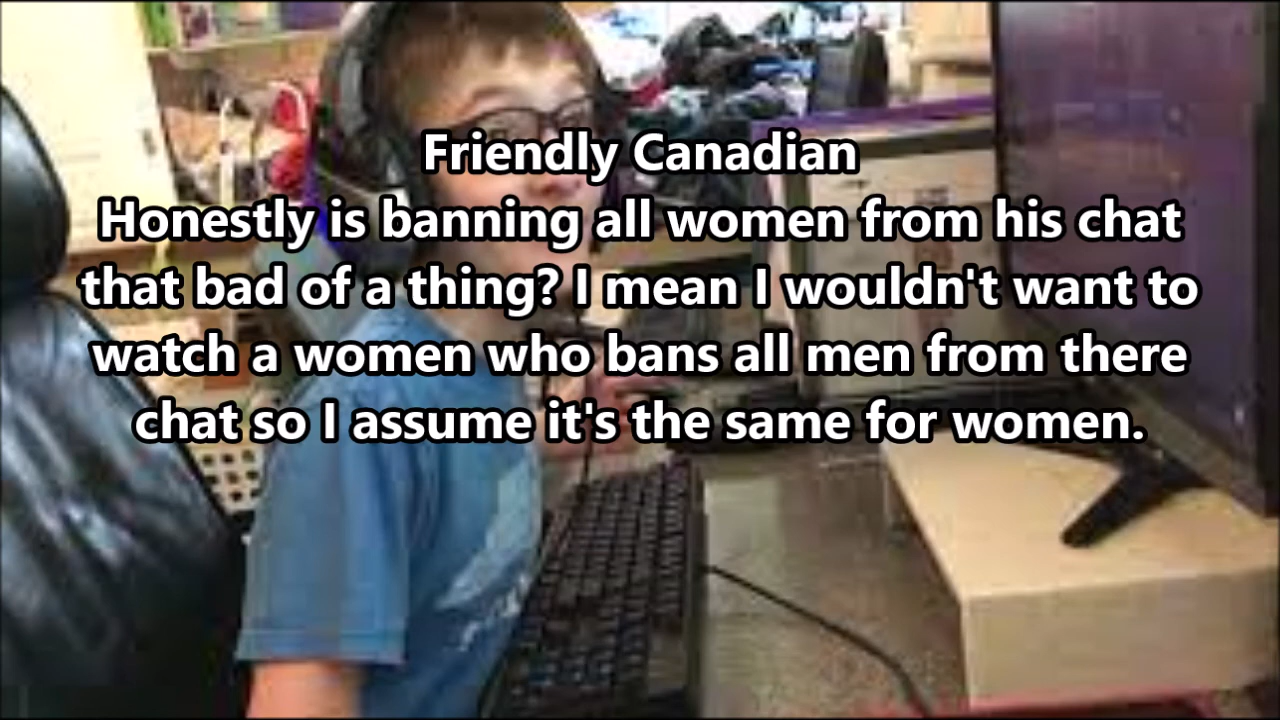 Friendly Canadian
Honestly is banning all women from his chat
that bad of a thing? I mean I wouldn't want to
watch a women who bans all men from there
chat so I assume it's the same for women.